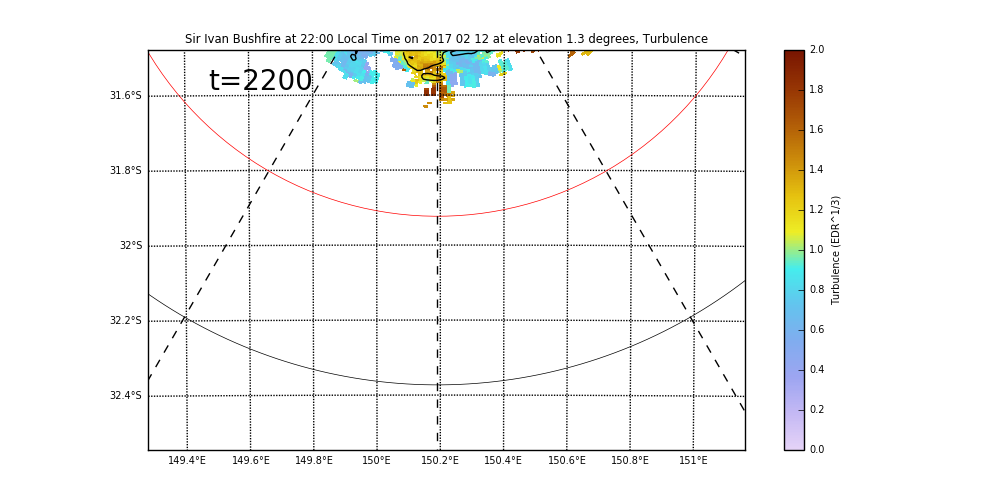 Sir Ivan Bushfire at 22:00 Local Time on 2017 02 12 at elevation 1.3 degrees, Turbulence
t=2200
31.6°S
31.8°S
32°S
32.2°S
32.4°S
149.4°E 149.6°E 149.8°E 150°E 150.2°E 150.4°E 150.6°E 150.8°E 151°E
2.0
1.8
1.6
1.4
1.2
1.0
0.8
0.6
0.4
0.2
0.0
Turbulence (EDR^1/3)